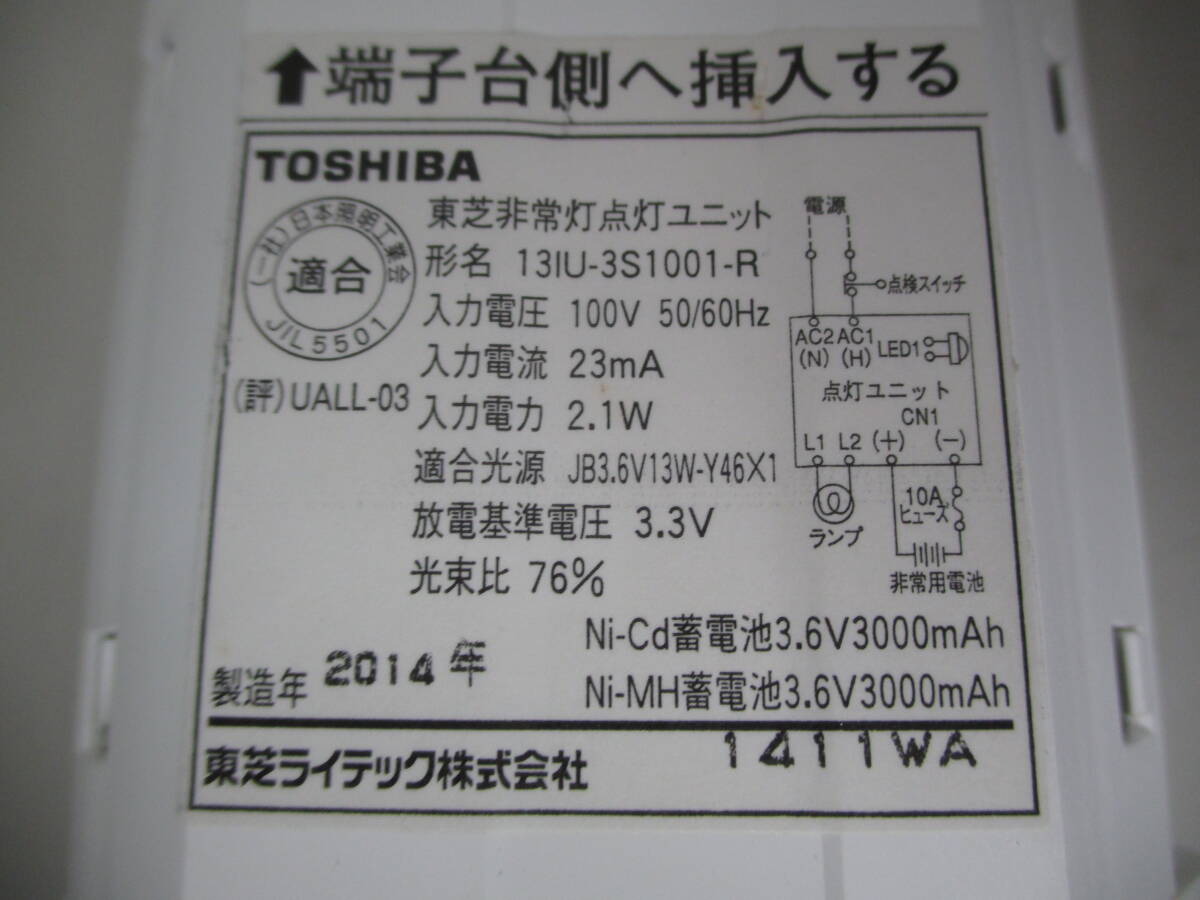 ↑端子台側へ挿入する
TOSHIBA
(一社)日本照明工業会
適合
JIL5501
(評)UALL-03
東芝非常灯点灯ユニット
形名 13IU-3S1001-R
入力電圧 100V 50/60Hz
入力電流 23mA
入力電力 2.1W
適合光源 JB3.6V13W-Y46X1
放電基準電圧 3.3V
光束比 76%
電源
点検スイッチ
AC2 AC1
(N) (H)
LED1
点灯ユニット
CN1
L1 L2 (+) (-)
ランプ
10A
ヒューズ
非常用電池
Ni-Cd蓄電池3.6V3000mAh
製造年 2014年
Ni-MH蓄電池3.6V3000mAh
東芝ライテック株式会社
1411WA